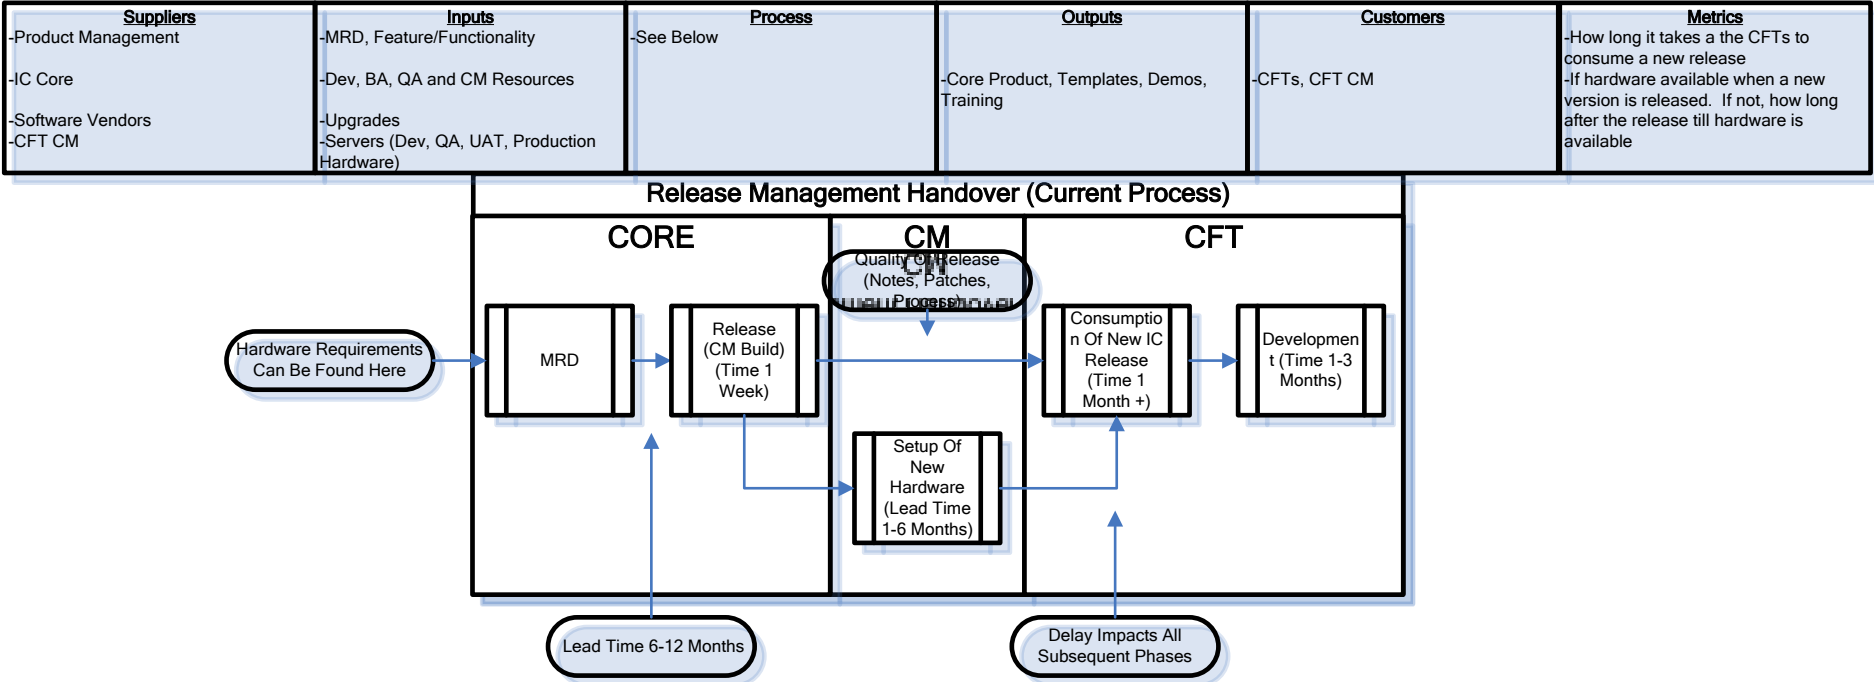 Suppliers
-Product Management
-IC Core
-Software Vendors
-CFT CM
Inputs
-MRD, Feature/Functionality
-Dev, BA, QA and CM Resources
-Upgrades
-Servers (Dev, QA, UAT, Production
Hardware)
Process
-See Below
Outputs
-Core Product, Templates, Demos,
Training
Customers
-CFTs, CFT CM
Metrics
-How long it takes a the CFTs to
consume a new release
-If hardware available when a new
version is released.  If not, how long
after the release till hardware is
available
Release Management Handover (Current Process)
CORE
CM
CFT
Quality Of Release
(Notes, Patches,
Process)
Hardware Requirements
Can Be Found Here
MRD
Release
(CM Build)
(Time 1
Week)
Consumptio
n Of New IC
Release
(Time 1
Month +)
Developmen
t (Time 1-3
Months)
Setup Of
New
Hardware
(Lead Time
1-6 Months)
Lead Time 6-12 Months
Delay Impacts All
Subsequent Phases